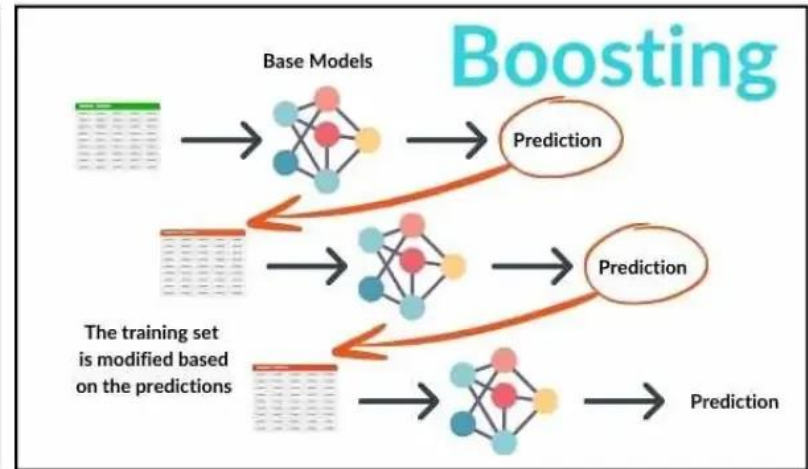 Boosting
Base Models
Prediction
Prediction
The training set
is modified based
on the predictions
Prediction